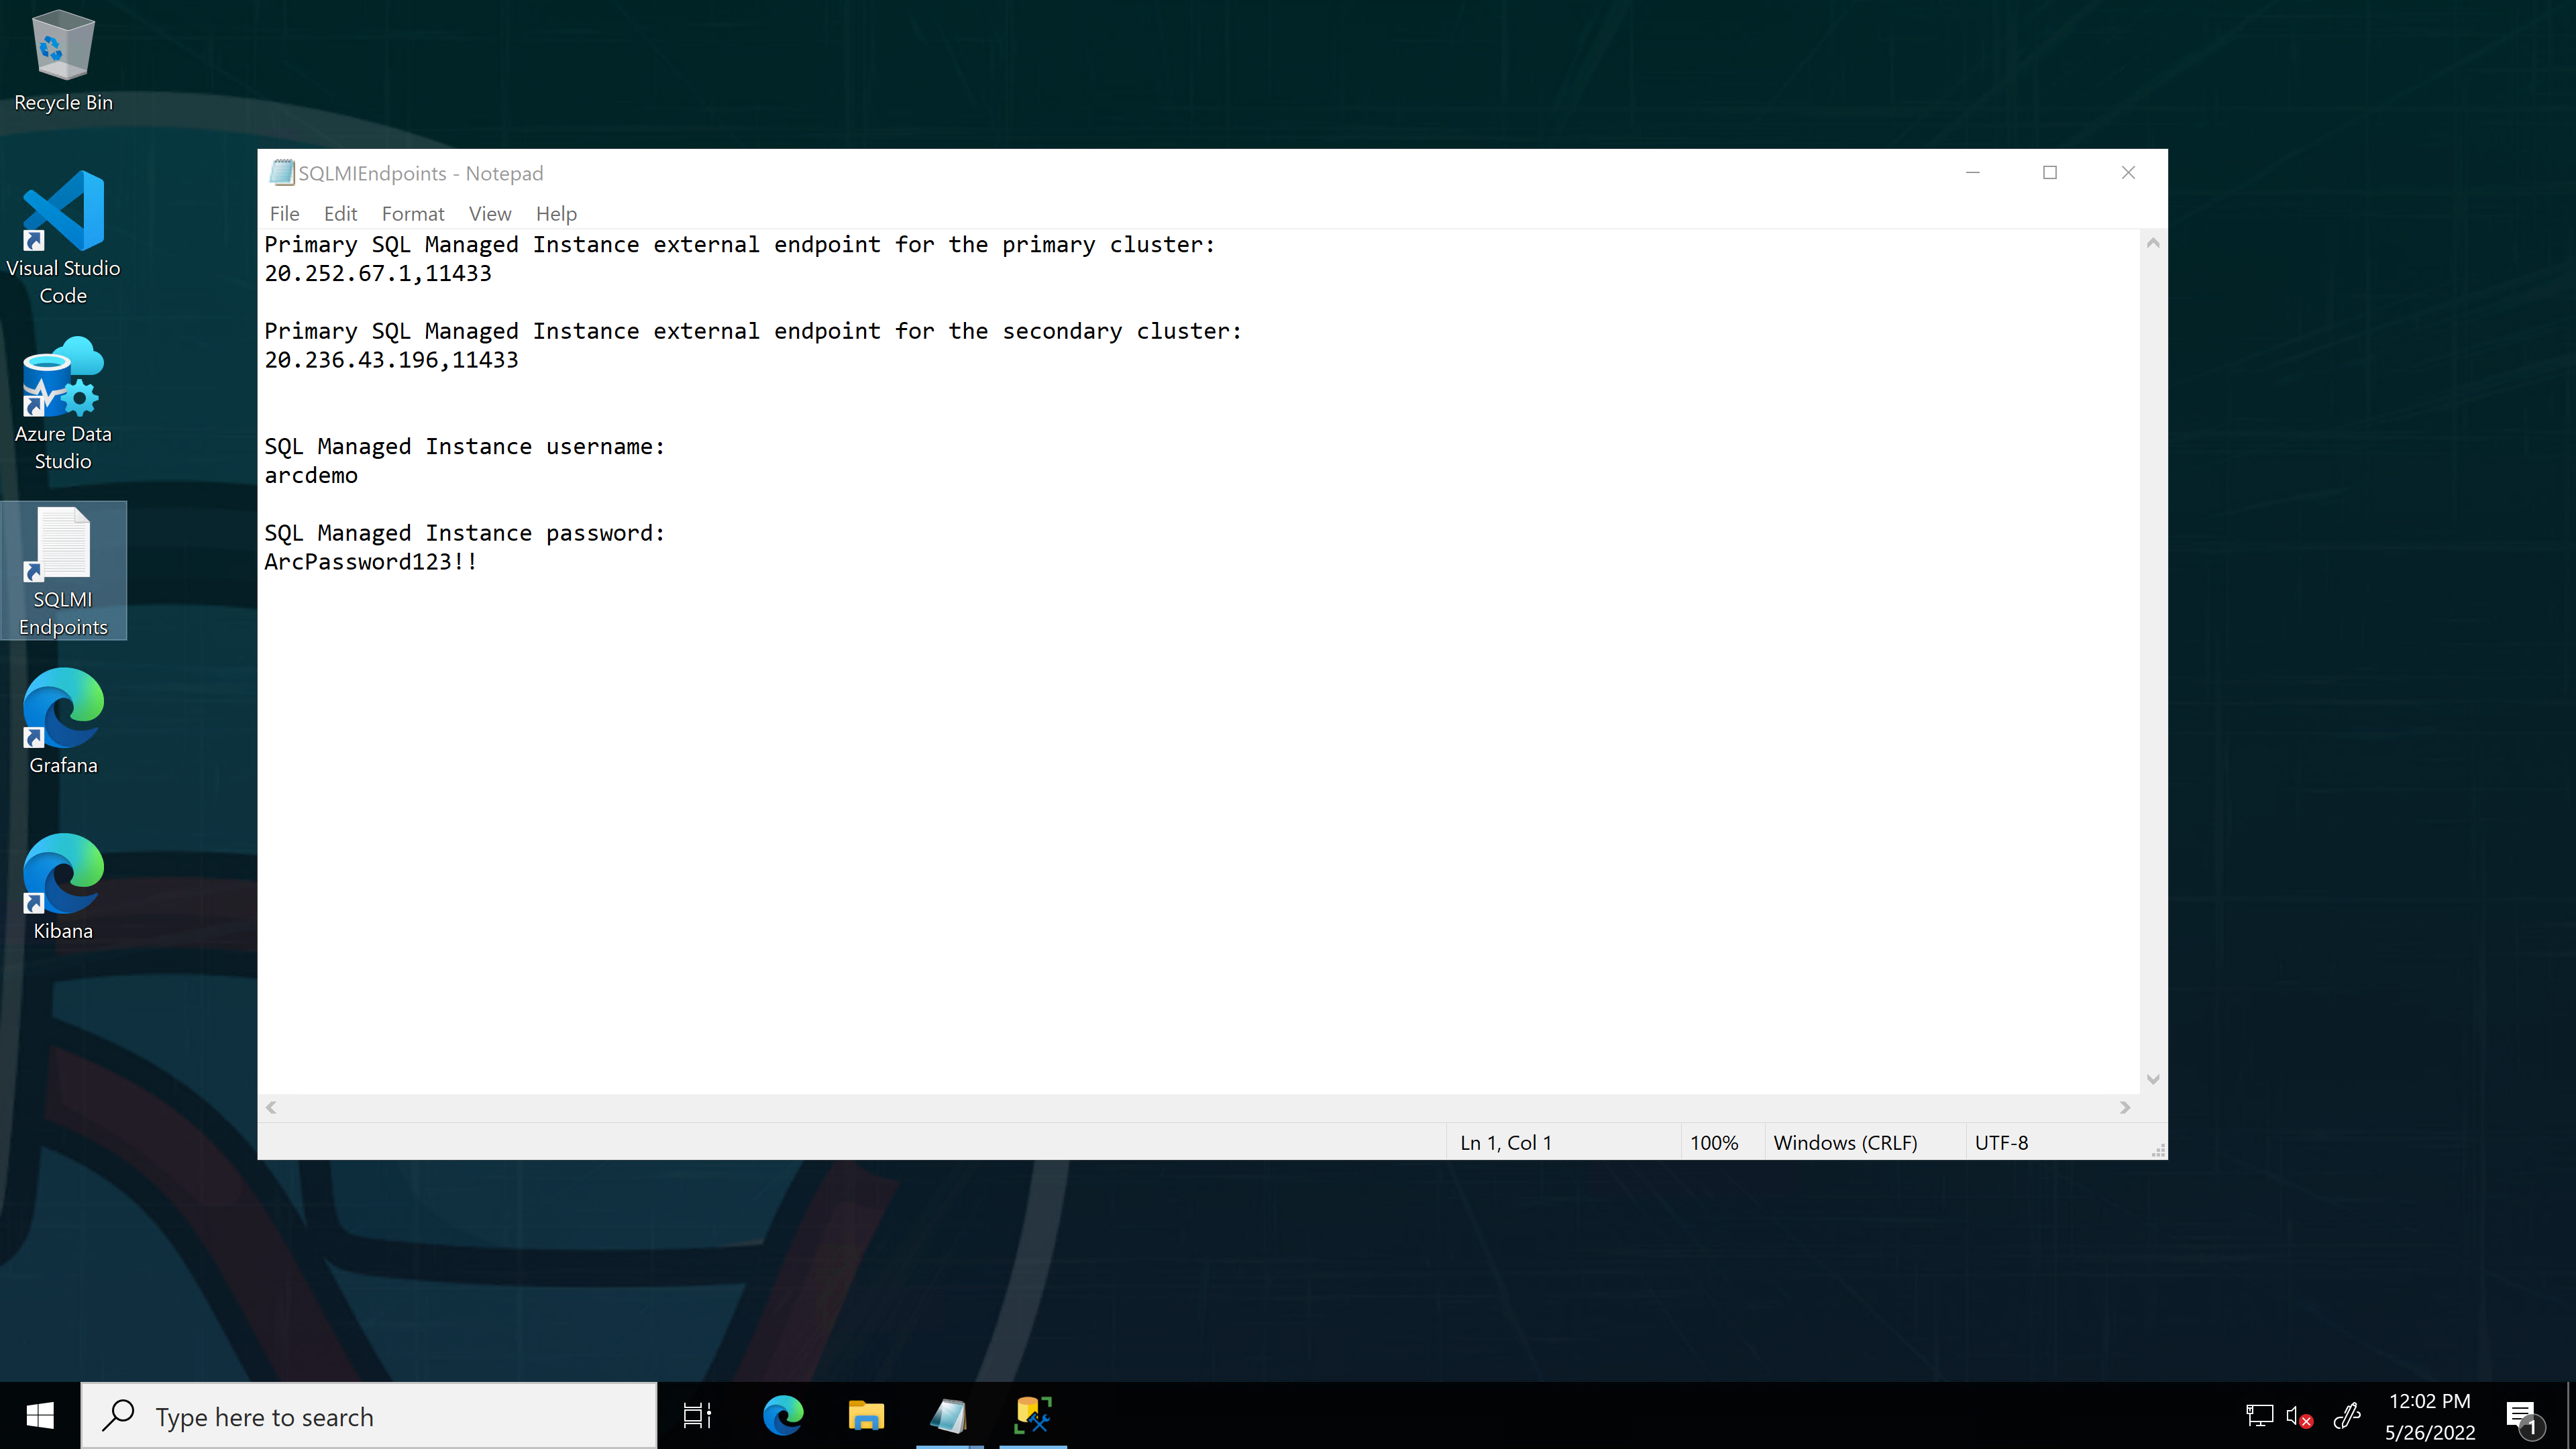 Recycle Bin
Visual Studio
Code
Azure Data
Studio
SQLMI
Endpoints
Grafana
Kibana
SQLMIEndpoints - Notepad
File Edit Format View Help
Primary SQL Managed Instance external endpoint for the primary cluster:
20.252.67.1,11433
Primary SQL Managed Instance external endpoint for the secondary cluster:
20.236.43.196,11433
SQL Managed Instance username:
arcdemo
SQL Managed Instance password:
ArcPassword123!!
Ln 1, Col 1 100% Windows (CRLF) UTF-8
Type here to search
12:02 PM
5/26/2022
1